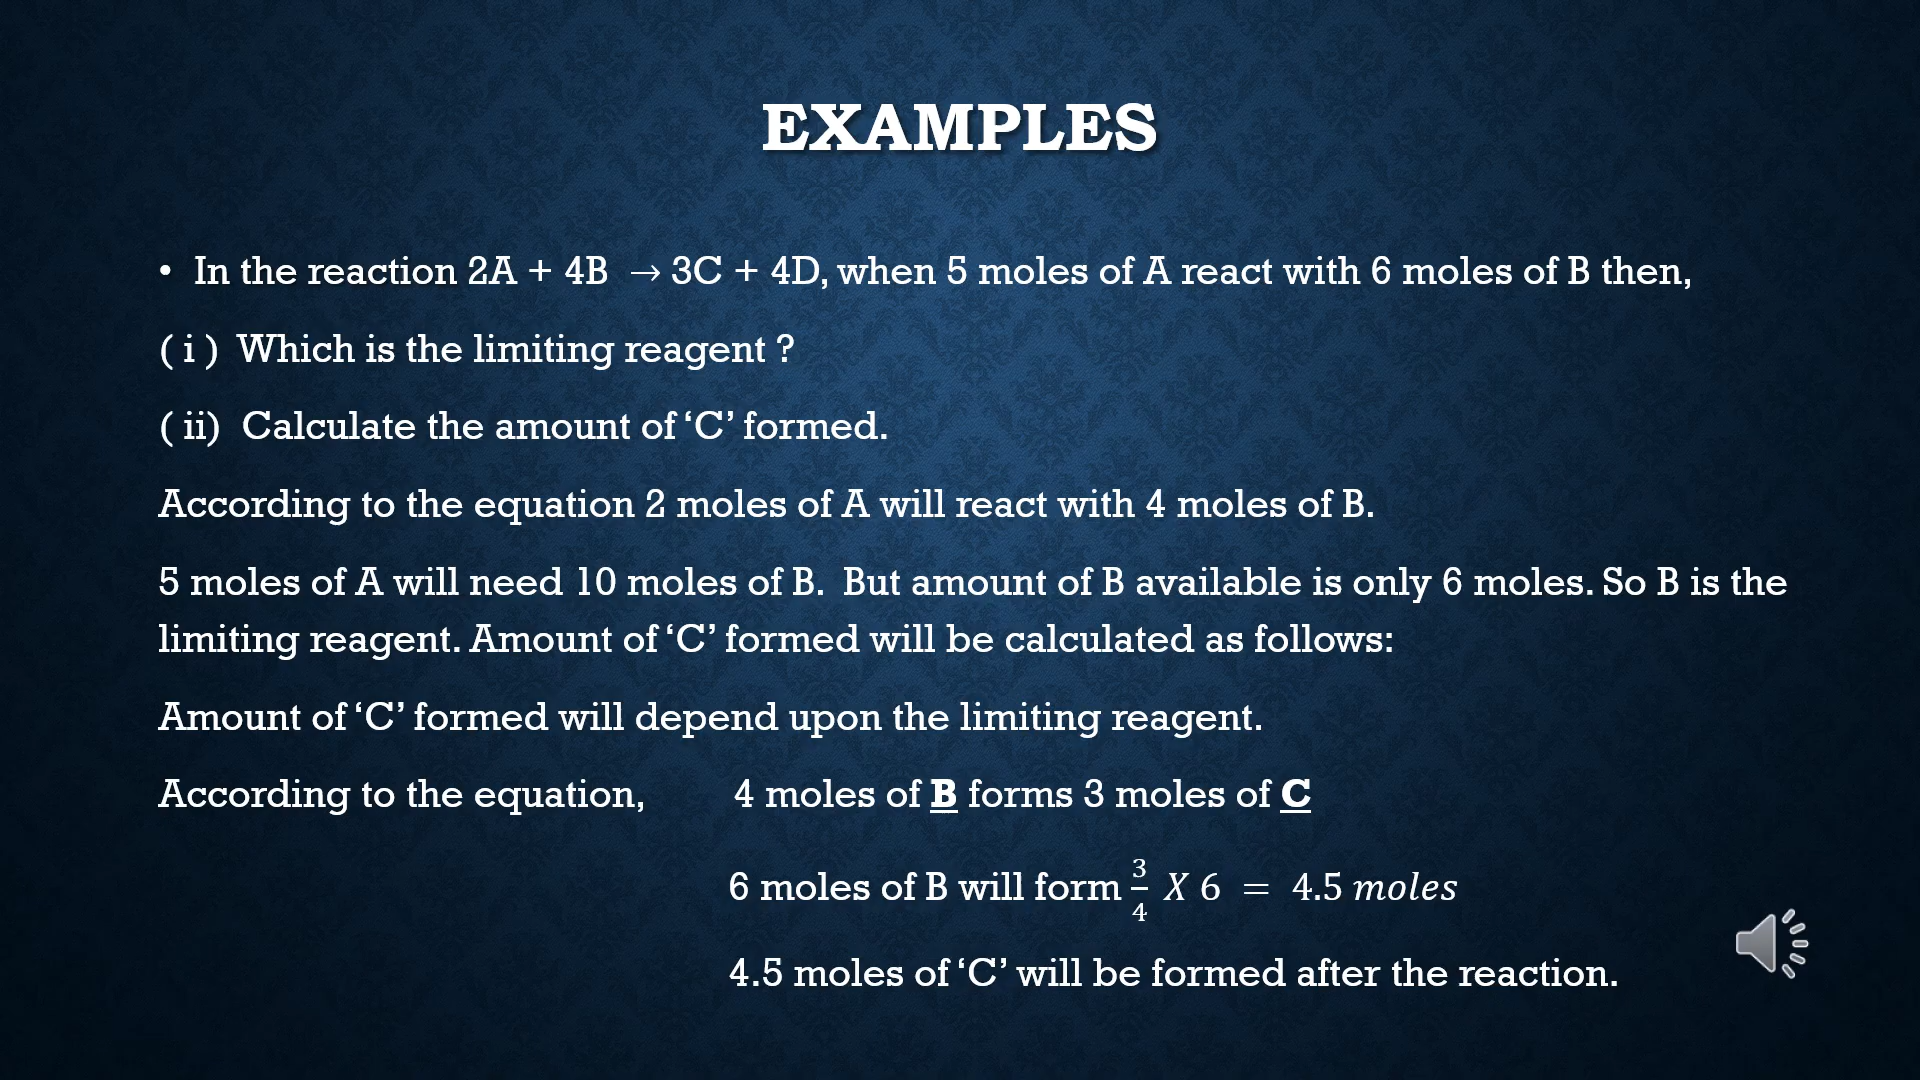 EXAMPLES
• In the reaction 2A + 4B → 3C + 4D, when 5 moles of A react with 6 moles of B then,
( i ) Which is the limiting reagent ?
( ii) Calculate the amount of ‘C’ formed.
According to the equation 2 moles of A will react with 4 moles of B.
5 moles of A will need 10 moles of B. But amount of B available is only 6 moles. So B is the
limiting reagent. Amount of ‘C’ formed will be calculated as follows:
Amount of ‘C’ formed will depend upon the limiting reagent.
According to the equation, 4 moles of B forms 3 moles of C
6 moles of B will form 3/4 X 6 = 4.5 moles
4.5 moles of ‘C’ will be formed after the reaction.